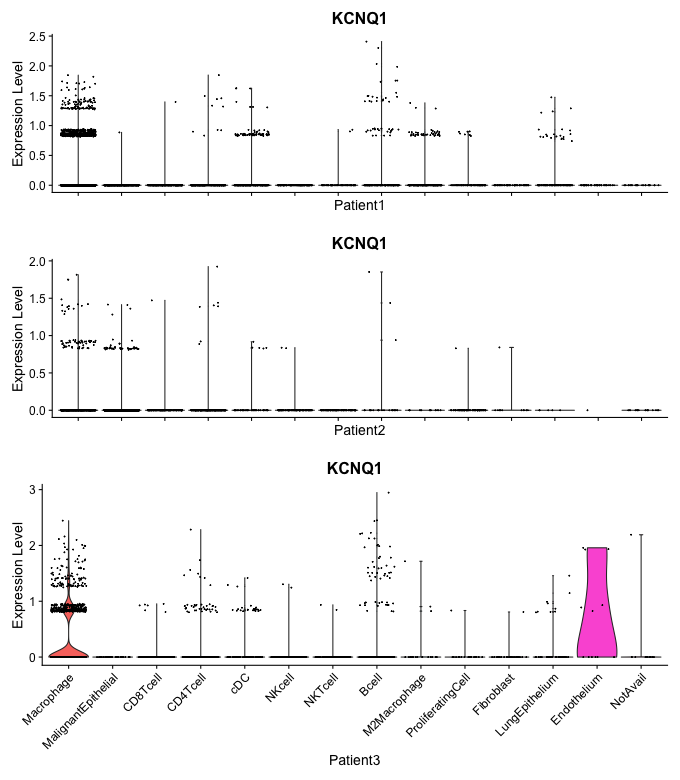 KCNQ1
Expression Level
2.5
2.0
1.5
1.0
0.5
0.0
Patient1
KCNQ1
Expression Level
2.0
1.5
1.0
0.5
0.0
Patient2
KCNQ1
Expression Level
3
2
1
0
Macrophage
MalignantEpithelial
CD8Tcell
CD4Tcell
cDC
NKcell
NKTcell
Bcell
M2Macrophage
ProliferatingCell
Fibroblast
LungEpithelium
Endothelium
NotAvail
Patient3